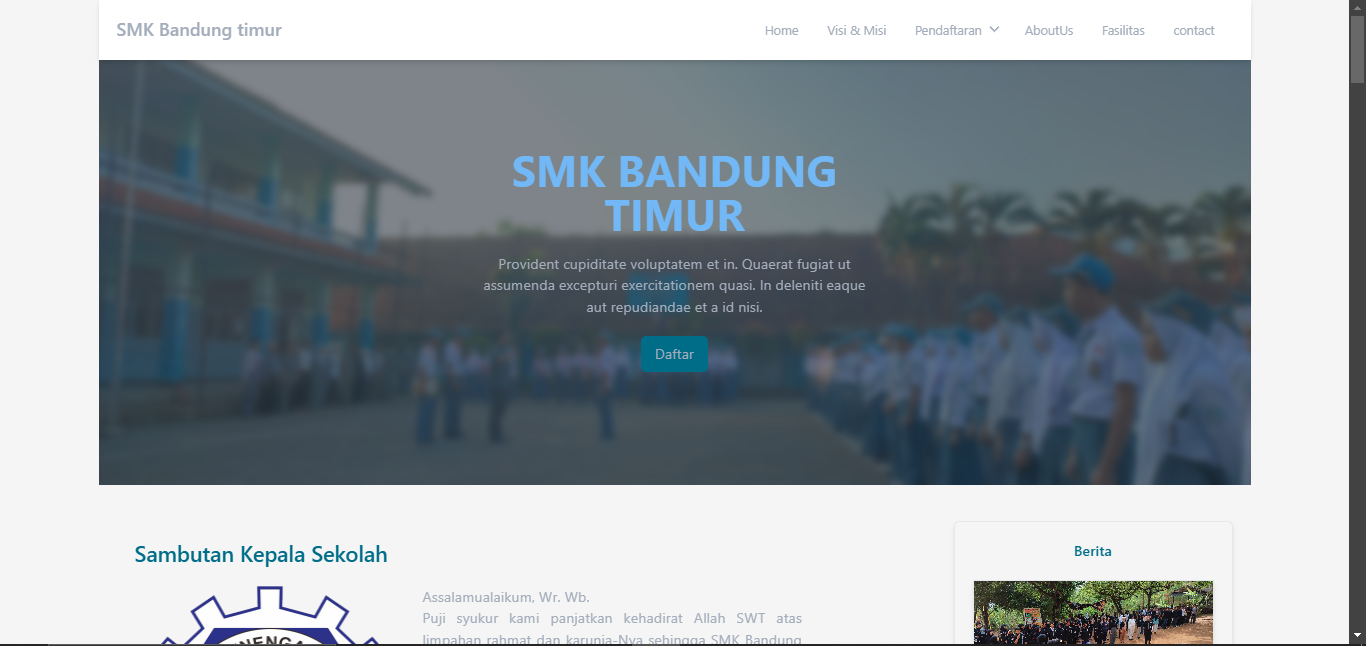 SMK Bandung timur
Home
Visi & Misi
Pendaftaran
AboutUs
Fasilitas
contact
SMK BANDUNG
TIMUR
Provident cupiditate voluptatem et in. Quaerat fugiat ut
assumenda excepturi exercitationem quasi. In deleniti eaque
aut repudiandae et a id nisi.
Daftar
Sambutan Kepala Sekolah
Assalamualaikum, Wr. Wb.
Puji syukur kami panjatkan kehadirat Allah SWT atas
limpahan rahmat dan karunia-Nya sehingga SMK Bandung
Berita